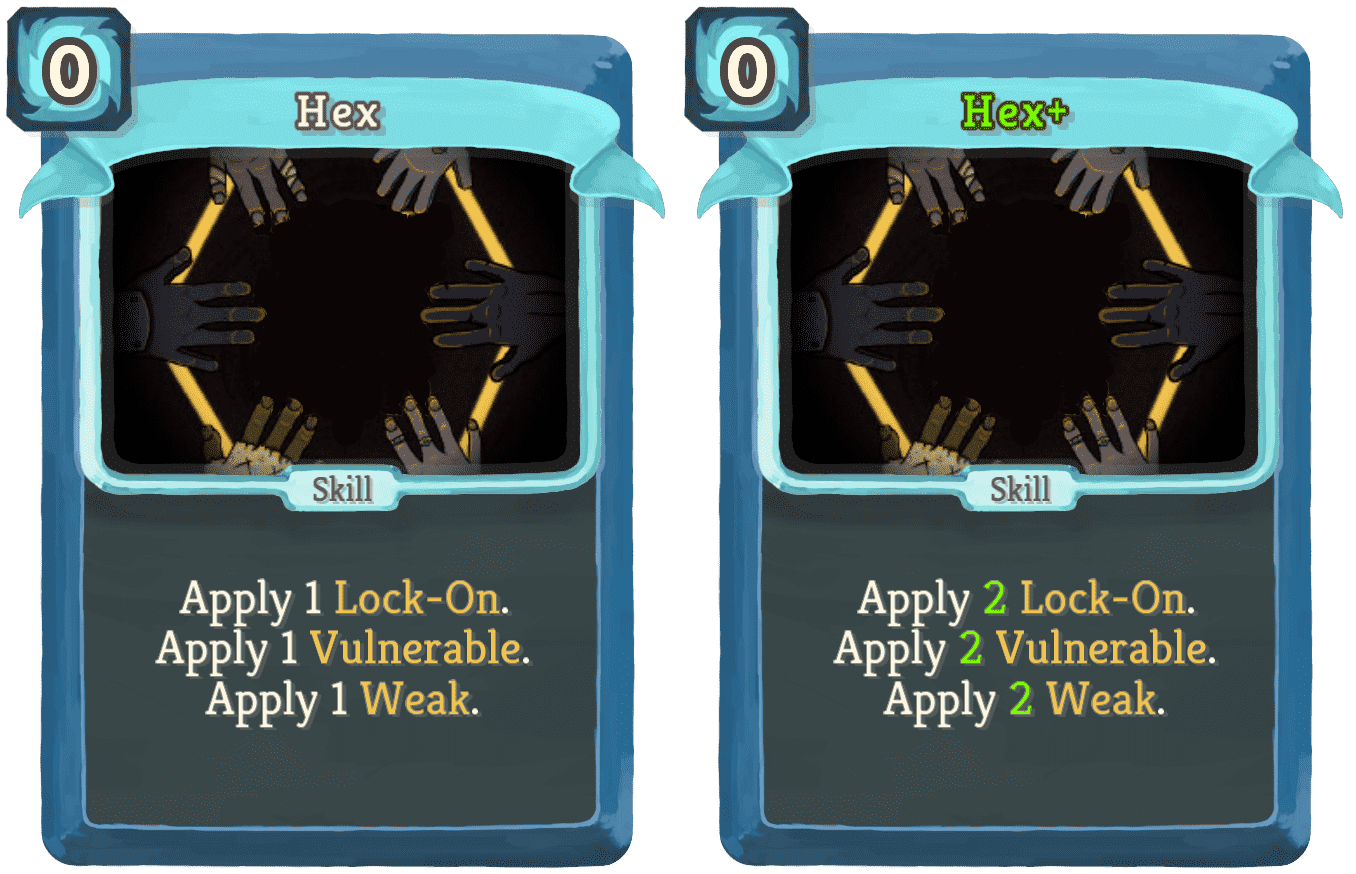 0
Hex
Skill
Apply 1 Lock-On.
Apply 1 Vulnerable.
Apply 1 Weak.
0
Hex+
Skill
Apply 2 Lock-On.
Apply 2 Vulnerable.
Apply 2 Weak.